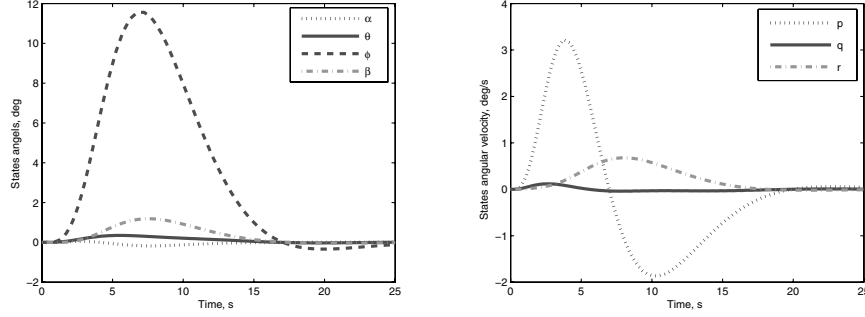 12
10
8
6
4
2
0
−2
0
5
10
15
20
25
States angels, deg
Time, s
α
θ
ϕ
β
4
3
2
1
0
−1
−2
0
5
10
15
20
25
States angular velocity, deg/s
Time, s
p
q
r